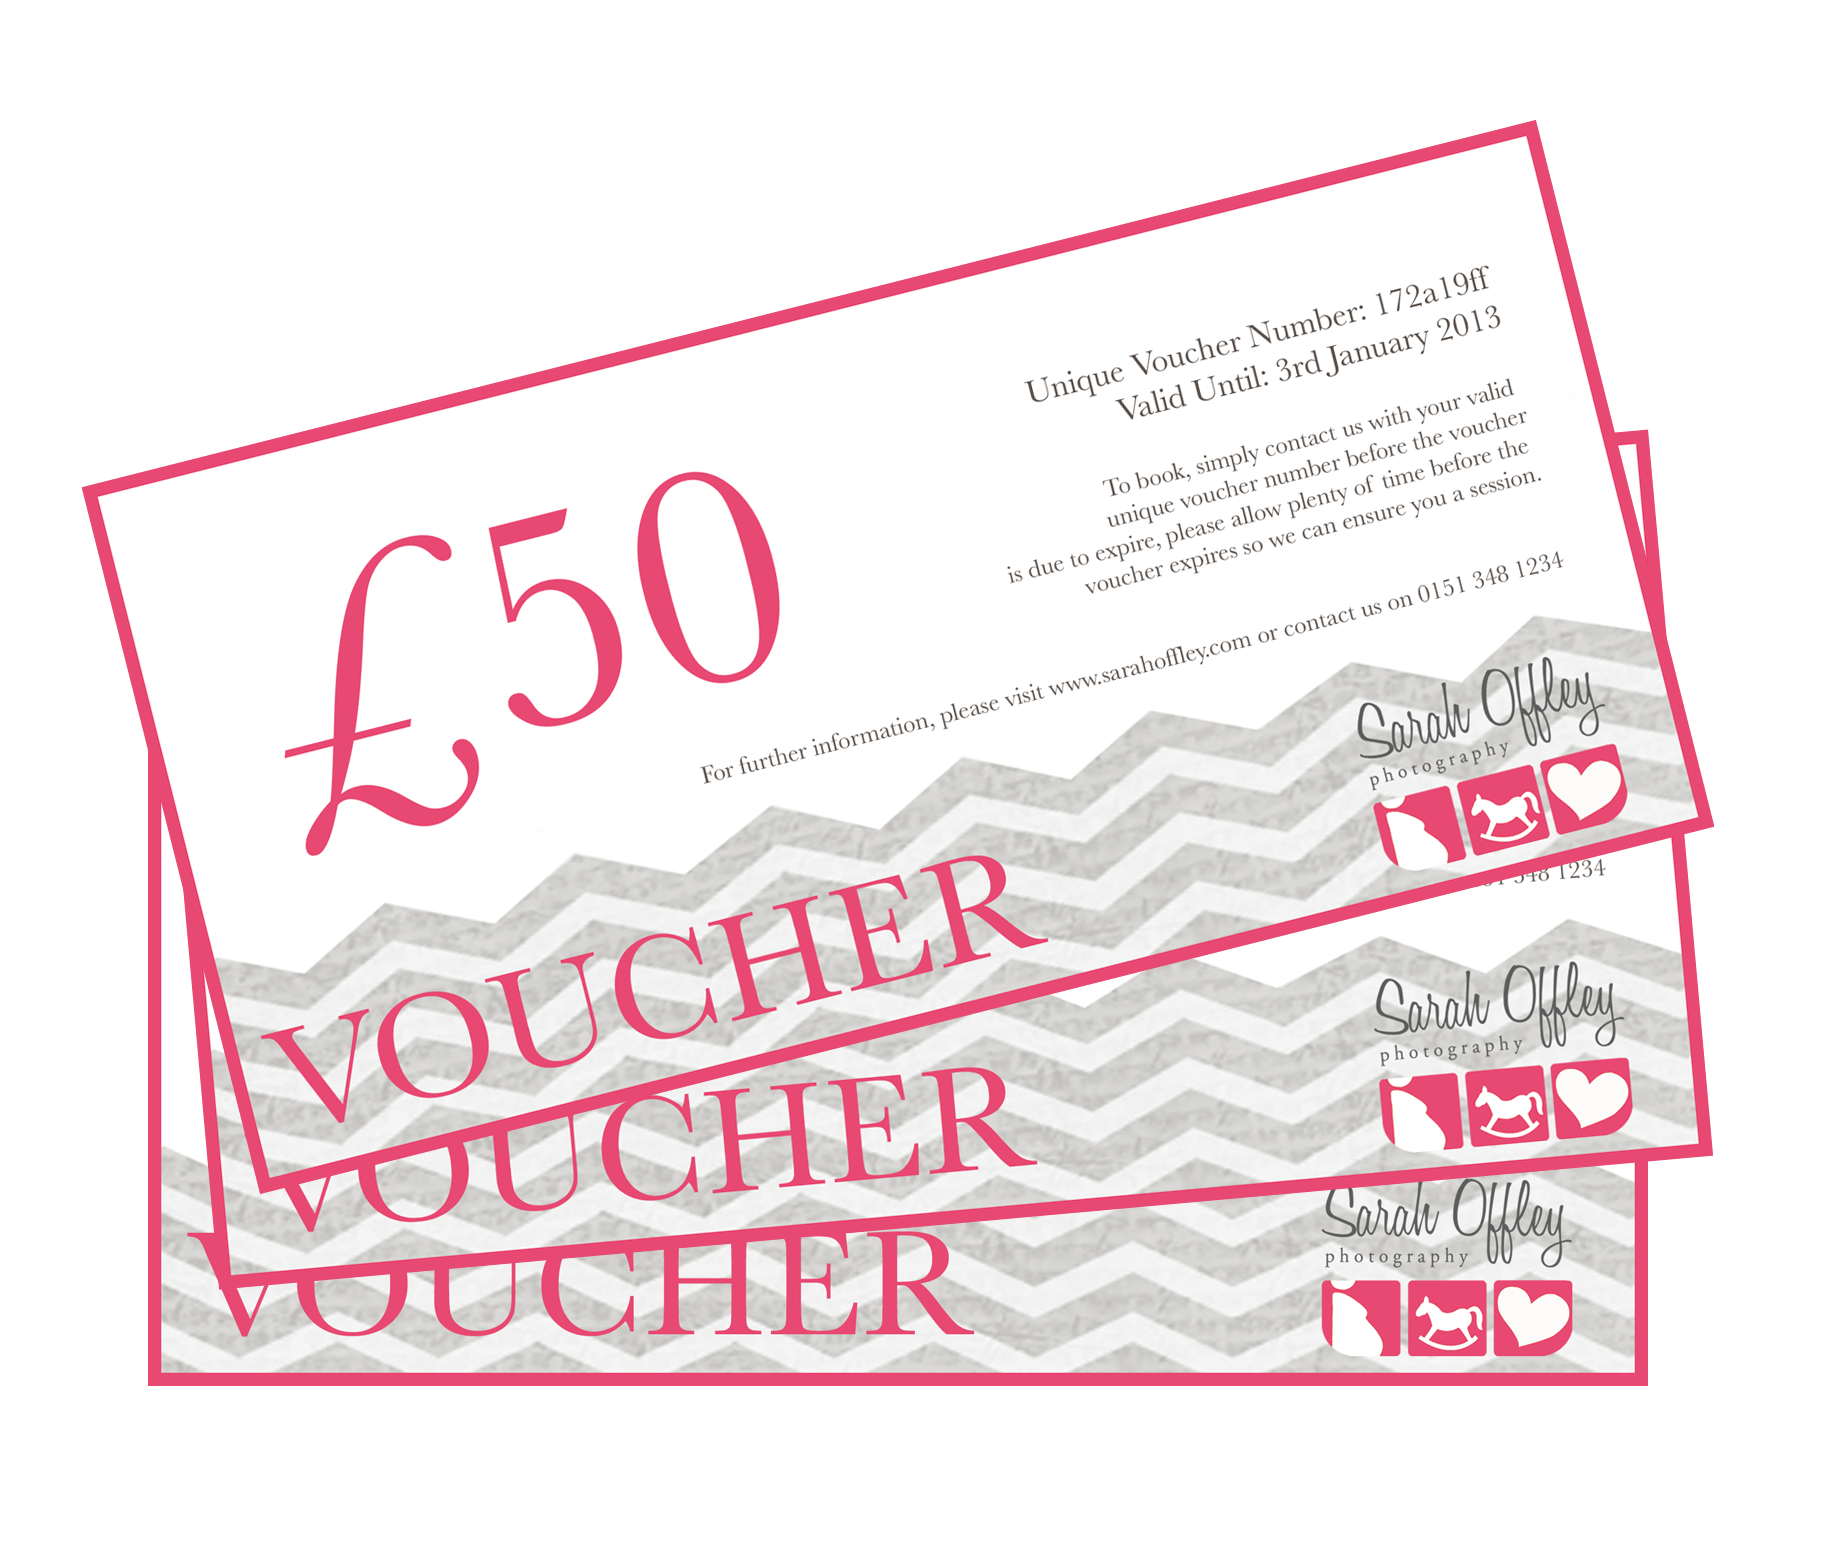 £50
Unique Voucher Number: 172a19ff
Valid Until: 3rd January 2013
To book, simply contact us with your valid
unique voucher number before the voucher
is due to expire, please allow plenty of time before the
voucher expires so we can ensure you a session.
For further information, please visit www.sarahoffley.com or contact us on 0151 348 1234
Sarah Offley
photography
VOUCHER
348 1234
Sarah Offley
photography
VOUCHER
Sarah Offley
photography
VOUCHER